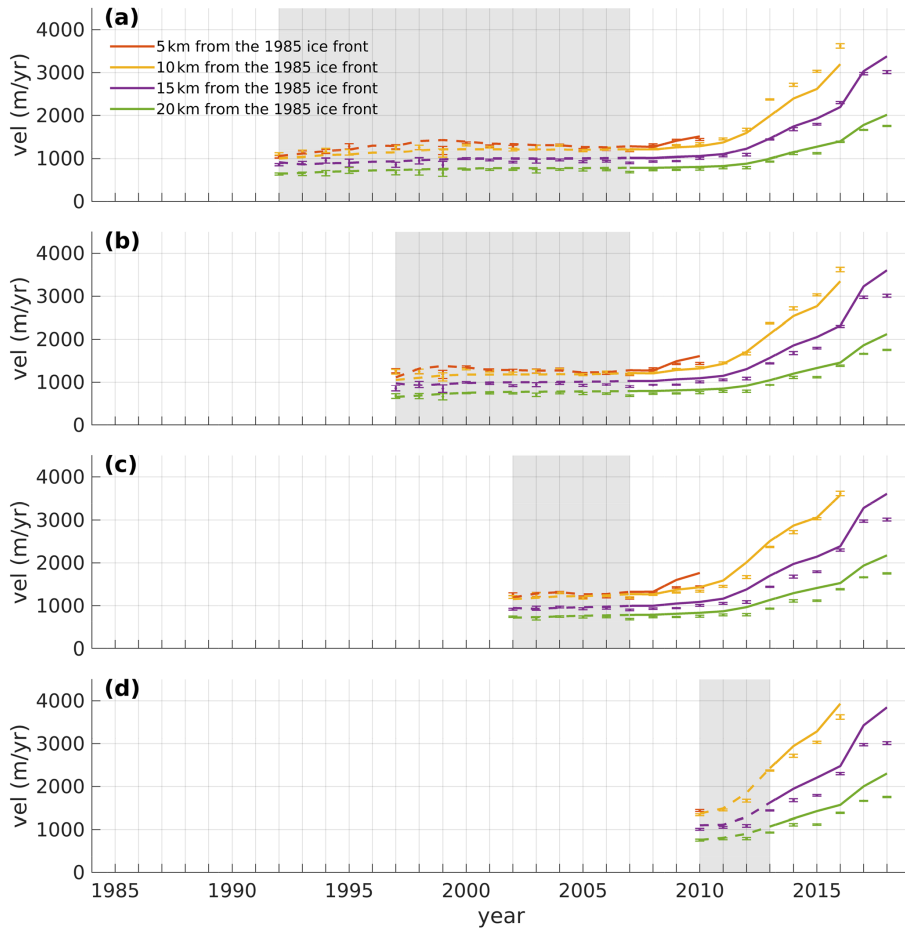 (a)
4000
3000
2000
1000
0
vel (m/yr)
5 km from the 1985 ice front
10 km from the 1985 ice front
15 km from the 1985 ice front
20 km from the 1985 ice front
(b)
4000
3000
2000
1000
0
vel (m/yr)
(c)
4000
3000
2000
1000
0
vel (m/yr)
(d)
4000
3000
2000
1000
0
vel (m/yr)
1985 1990 1995 2000 2005 2010 2015
year